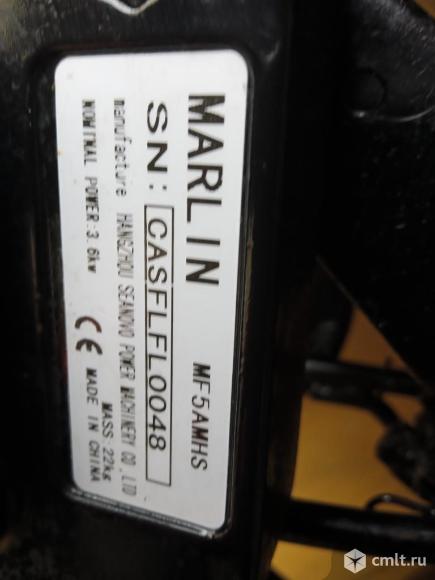 MARLIN MF5AMHS
SN: CASFLFL0048
manufacture HANGZHOU SEANOVO POWER MACHINERY CO. LTD
MASS:22kg
NOMINAL POWER:3.6kw CE MADE IN CHINA
cmlt.ru